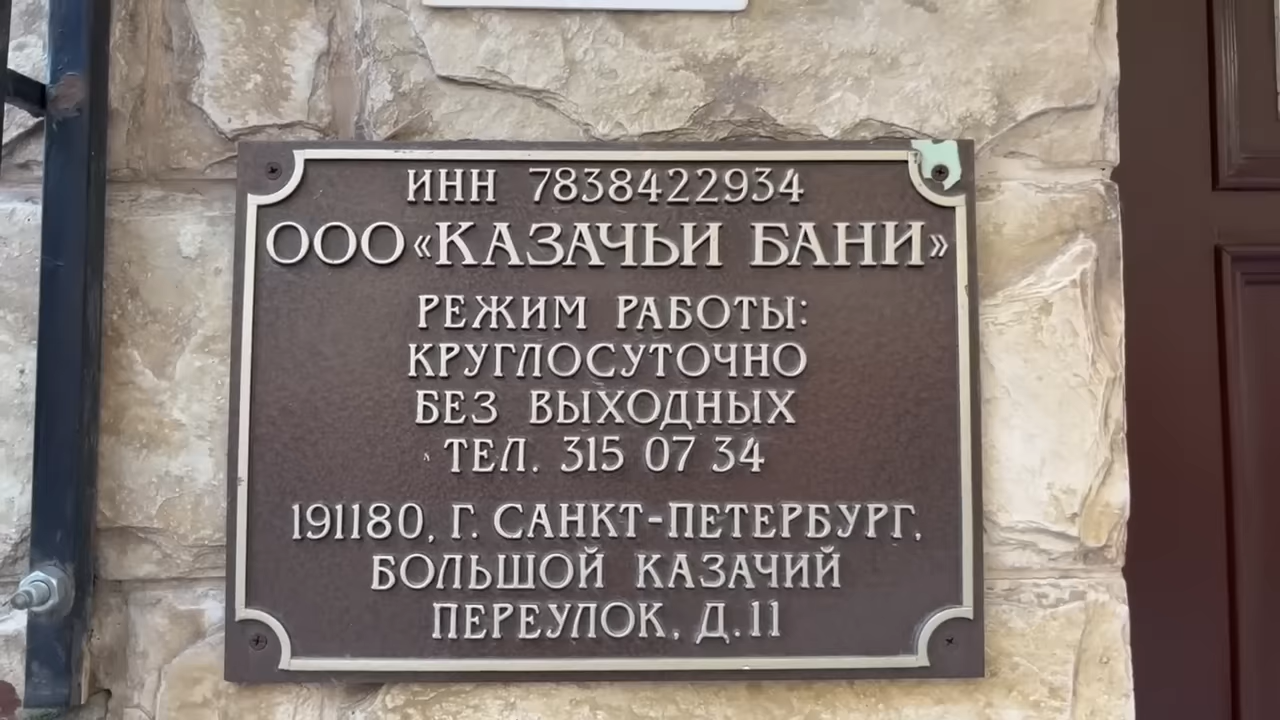 ИНН 7838422934
ООО «КАЗАЧЬИ БАНИ»
РЕЖИМ РАБОТЫ:
КРУГЛОСУТОЧНО
БЕЗ ВЫХОДНЫХ
ТЕЛ. 315 07 34
191180, Г. САНКТ-ПЕТЕРБУРГ,
БОЛЬШОЙ КАЗАЧИЙ
ПЕРЕУЛОК, Д.11